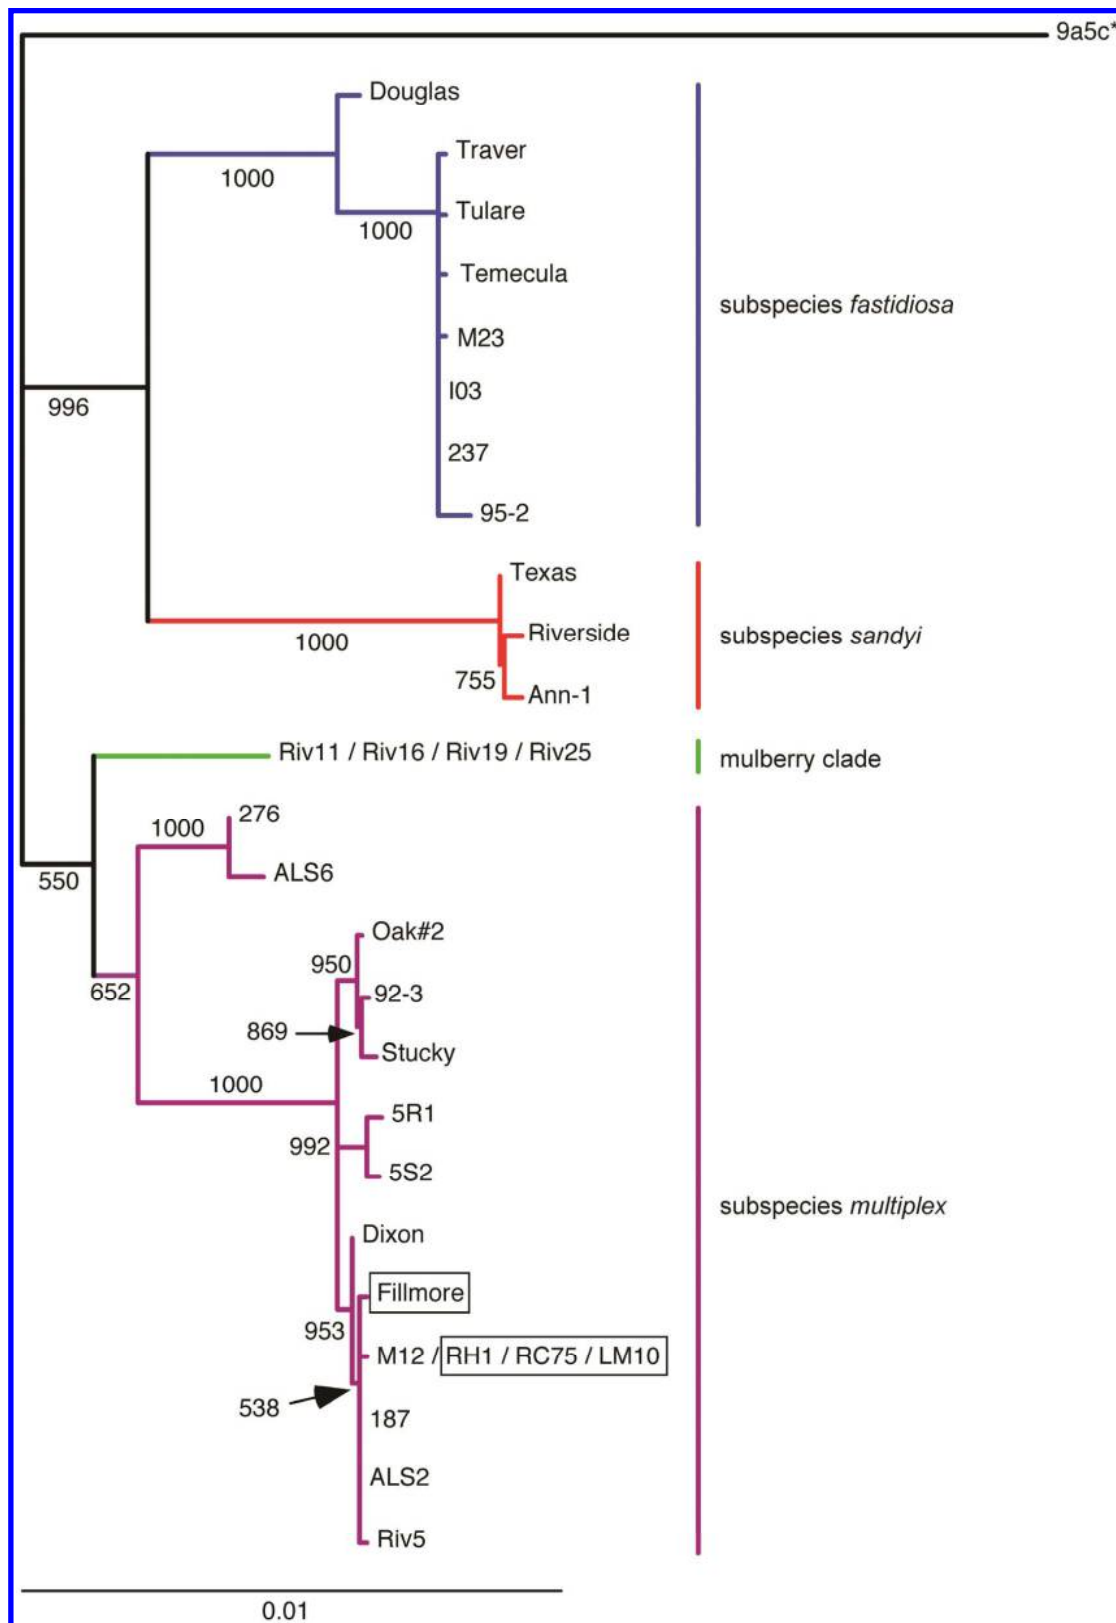 9a5c*
Douglas
Traver
1000
Tulare
1000
Temecula
subspecies fastidiosa
M23
I03
996
237
95-2
Texas
Riverside
subspecies sandyi
1000
755
Ann-1
Riv11 / Riv16 / Riv19 / Riv25
mulberry clade
276
1000
ALS6
550
Oak#2
950
652
92-3
869
Stucky
1000
5R1
992
5S2
subspecies multiplex
Dixon
Fillmore
953
M12 / RH1 / RC75 / LM10
538
187
ALS2
Riv5
0.01